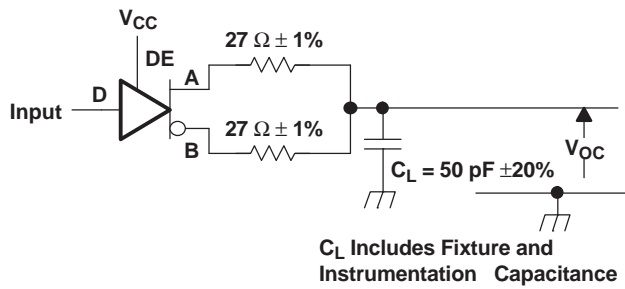 VCC
DE
27 Ω ± 1%
A
Input
D
27 Ω ± 1%
B
CL = 50 pF ±20%
VOC
CL Includes Fixture and
Instrumentation Capacitance